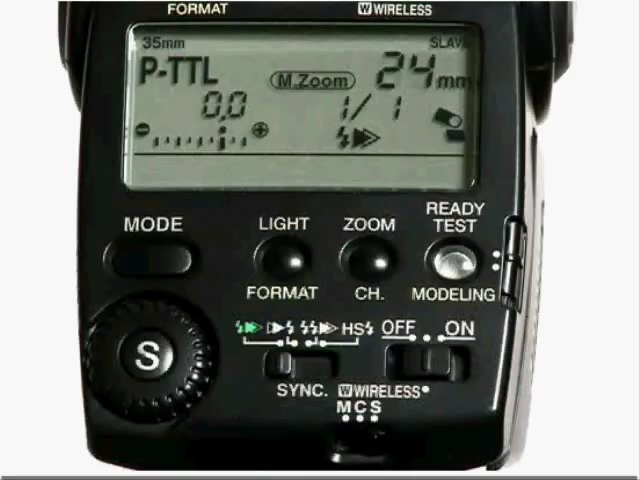 FORMAT W WIRELESS
35mm SLAVE
P-TTL M.Zoom 24mm
0.0 1/1
MODE LIGHT ZOOM READY
TEST
FORMAT CH. MODELING
S
HS OFF ON
SYNC. W WIRELESS
M C S